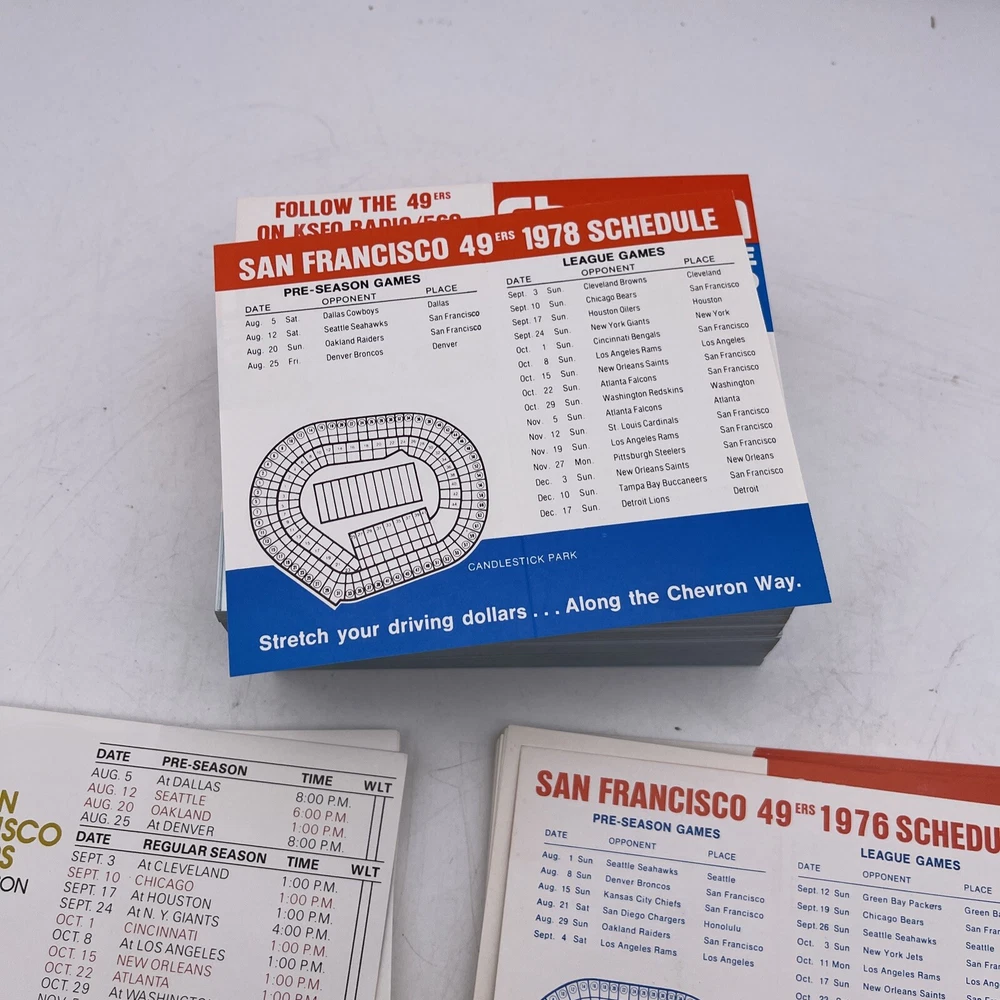 FOLLOW THE 49ERS
ON KSFO RADIO/560
SAN FRANCISCO 49ERS 1978 SCHEDULE
PRE-SEASON GAMES
DATE OPPONENT PLACE
Aug. 5 Sat. Dallas Cowboys Dallas
Aug. 12 Sat. Seattle Seahawks San Francisco
Aug. 20 Sun. Oakland Raiders San Francisco
Aug. 25 Fri. Denver Broncos Denver
LEAGUE GAMES
DATE OPPONENT PLACE
Sept. 3 Sun. Cleveland Browns Cleveland
Sept. 10 Sun. Chicago Bears San Francisco
Sept. 17 Sun. Houston Oilers Houston
Sept. 24 Sun. New York Giants New York
Oct. 1 Sun. Cincinnati Bengals San Francisco
Oct. 8 Sun. Los Angeles Rams Los Angeles
Oct. 15 Sun. New Orleans Saints San Francisco
Oct. 22 Sun. Atlanta Falcons San Francisco
Oct. 29 Sun. Washington Redskins Washington
Nov. 5 Sun. Atlanta Falcons Atlanta
Nov. 12 Sun. St. Louis Cardinals San Francisco
Nov. 19 Sun. Los Angeles Rams San Francisco
Nov. 27 Mon. Pittsburgh Steelers San Francisco
Dec. 3 Sun. New Orleans Saints New Orleans
Dec. 10 Sun. Tampa Bay Buccaneers San Francisco
Dec. 17 Sun. Detroit Lions Detroit
CANDLESTICK PARK
Stretch your driving dollars . . . Along the Chevron Way.
DATE PRE-SEASON TIME WLT
AUG. 5 At DALLAS 8:00 P.M.
AUG. 12 SEATTLE 6:00 P.M.
AUG. 20 OAKLAND 1:00 P.M.
AUG. 25 At DENVER 8:00 P.M.
DATE REGULAR SEASON TIME WLT
SEPT. 3 At CLEVELAND 1:00 P.M.
SEPT. 10 CHICAGO 1:00 P.M.
SEPT. 17 At HOUSTON 1:00 P.M.
SEPT. 24 At N.Y. GIANTS 4:00 P.M.
OCT. 1 CINCINNATI 1:00 P.M.
OCT. 8 At LOS ANGELES 1:00 P.M.
OCT. 15 NEW ORLEANS 1:00 P.M.
OCT. 22 ATLANTA 1:00 P.M.
OCT. 29 At WASHINGTON
SAN FRANCISCO 49ERS 1976 SCHEDU
PRE-SEASON GAMES
DATE OPPONENT PLACE
Aug. 1 Sun Seattle Seahawks Seattle
Aug. 8 Sun Denver Broncos San Francisco
Aug. 15 Sun Kansas City Chiefs San Francisco
Aug. 21 Sat San Diego Chargers Honolulu
Aug. 29 Sun Oakland Raiders San Francisco
Sept. 4 Sat Los Angeles Rams Los Angeles
LEAGUE GAMES
DATE OPPONENT PLACE
Sept. 12 Sun Green Bay Packers Green B
Sept. 19 Sun Chicago Bears San Fra
Sept. 26 Sun Seattle Seahawks Seattle
Oct. 3 Sun New York Jets San
Oct. 11 Mon Los Angeles Rams Los
Oct. 17 Sun New Orleans Saints